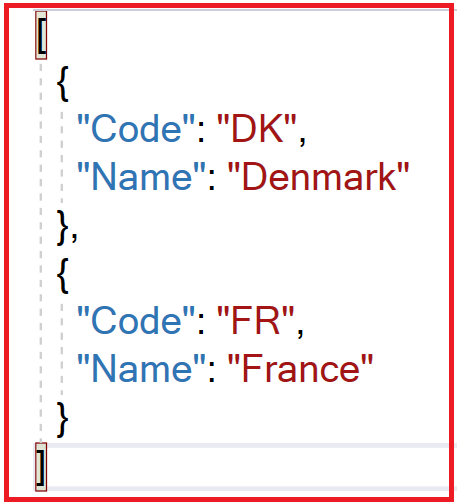 [
{
"Code": "DK",
"Name": "Denmark"
},
{
"Code": "FR",
"Name": "France"
}
]